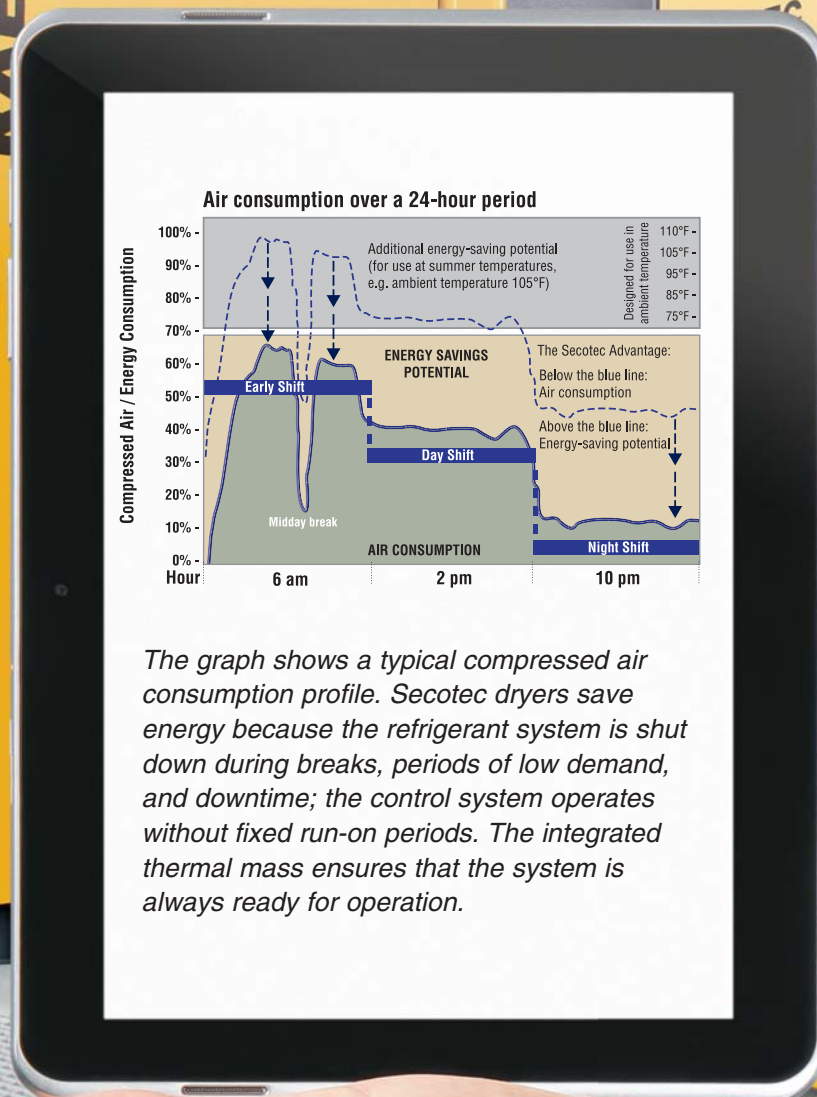 Air consumption over a 24-hour period
Compressed Air / Energy Consumption
100% -
90% -
80% -
70% -
60% -
50% -
40% -
30% -
20% -
10% -
0% -
Additional energy-saving potential
(for use at summer temperatures,
e.g. ambient temperature 105°F)
Designed for use in
ambient temperature
110°F -
105°F -
95°F -
85°F -
75°F -
ENERGY SAVINGS
POTENTIAL
The Secotec Advantage:
Below the blue line:
Air consumption
Above the blue line:
Energy-saving potential
Early Shift
Day Shift
Night Shift
Midday break
AIR CONSUMPTION
Hour
6 am
2 pm
10 pm
The graph shows a typical compressed air
consumption profile. Secotec dryers save
energy because the refrigerant system is shut
down during breaks, periods of low demand,
and downtime; the control system operates
without fixed run-on periods. The integrated
thermal mass ensures that the system is
always ready for operation.